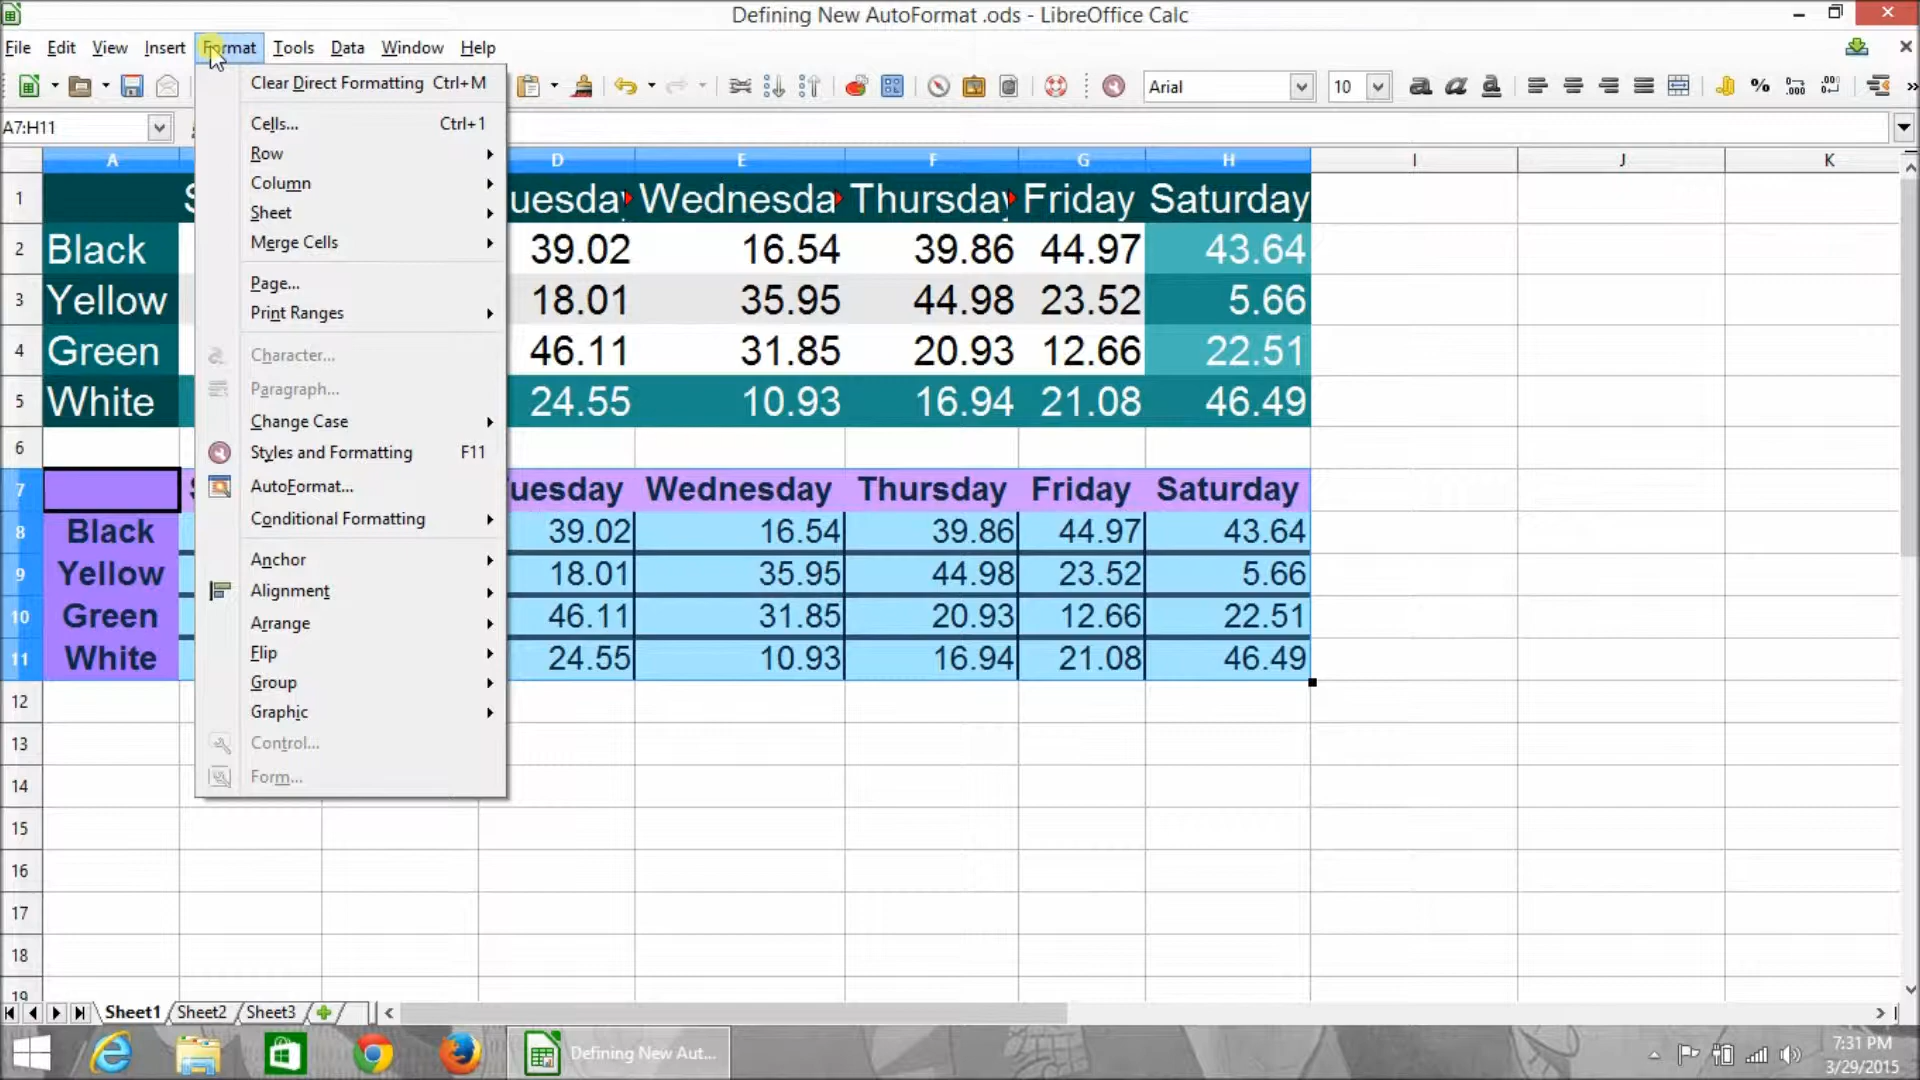 Defining New AutoFormat .ods - LibreOffice Calc
File Edit View Insert Format Tools Data Window Help
Arial 10
A7:H11
A D E F G H I J K
Clear Direct Formatting Ctrl+M
Cells... Ctrl+1
Row
Column
Sheet
Merge Cells
Page...
Print Ranges
Character...
Paragraph...
Change Case
Styles and Formatting F11
AutoFormat...
Conditional Formatting
Anchor
Alignment
Arrange
Flip
Group
Graphic
Control...
Form...
1 S uesday Wednesda Thursday Friday Saturday
2 Black 39.02 16.54 39.86 44.97 43.64
3 Yellow 18.01 35.95 44.98 23.52 5.66
4 Green 46.11 31.85 20.93 12.66 22.51
5 White 24.55 10.93 16.94 21.08 46.49
6
7 S uesday Wednesday Thursday Friday Saturday
8 Black 39.02 16.54 39.86 44.97 43.64
9 Yellow 18.01 35.95 44.98 23.52 5.66
10 Green 46.11 31.85 20.93 12.66 22.51
11 White 24.55 10.93 16.94 21.08 46.49
12
13
14
15
16
17
18
19
Sheet1 Sheet2 Sheet3
Defining New Aut...
7:31 PM
3/29/2015